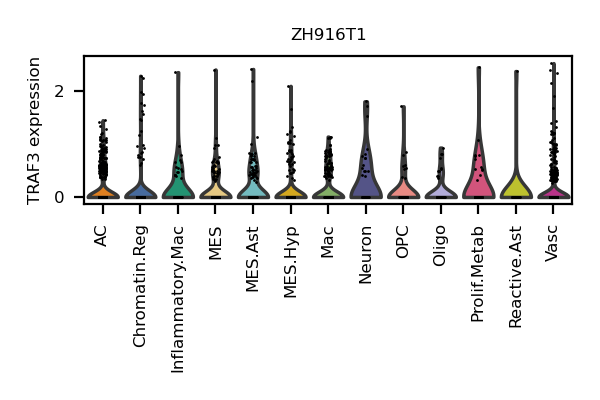 ZH916T1
TRAF3 expression
2
0
AC
Chromatin.Reg
Inflammatory.Mac
MES
MES.Ast
MES.Hyp
Mac
Neuron
OPC
Oligo
Prolif.Metab
Reactive.Ast
Vasc